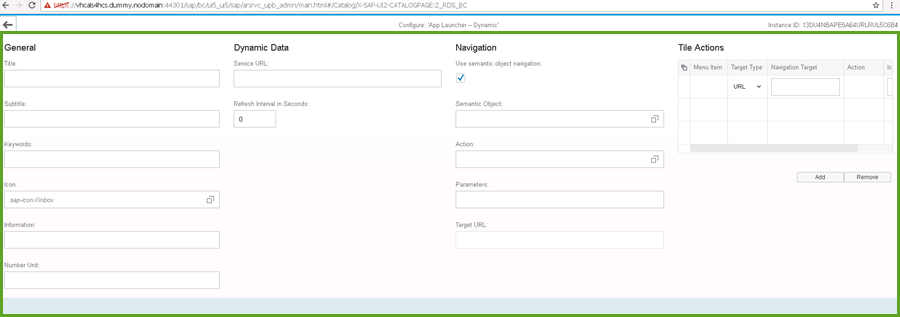 https://vhcals4hcs.dummy.nodomain:44301/sap/bc/ui5_ui5/sap/arsrvc_upb_admn/main.html#/Catalog/X-SAP-UI2-CATALOGPAGE:Z_RDS_BC
Configure: 'App Launcher – Dynamic'
Instance ID: 13DU4NBAPE5A64URLRUL5C6B4
General
Dynamic Data
Navigation
Tile Actions
Title:
Service URL:
Use semantic object navigation:
Menu Item
Target Type
Navigation Target
Action
Ic
URL
Subtitle:
Refresh Interval in Seconds:
Semantic Object:
0
Keywords:
Action:
Add
Remove
Icon:
Parameters:
sap-icon://inbox
Information:
Target URL:
Number Unit: